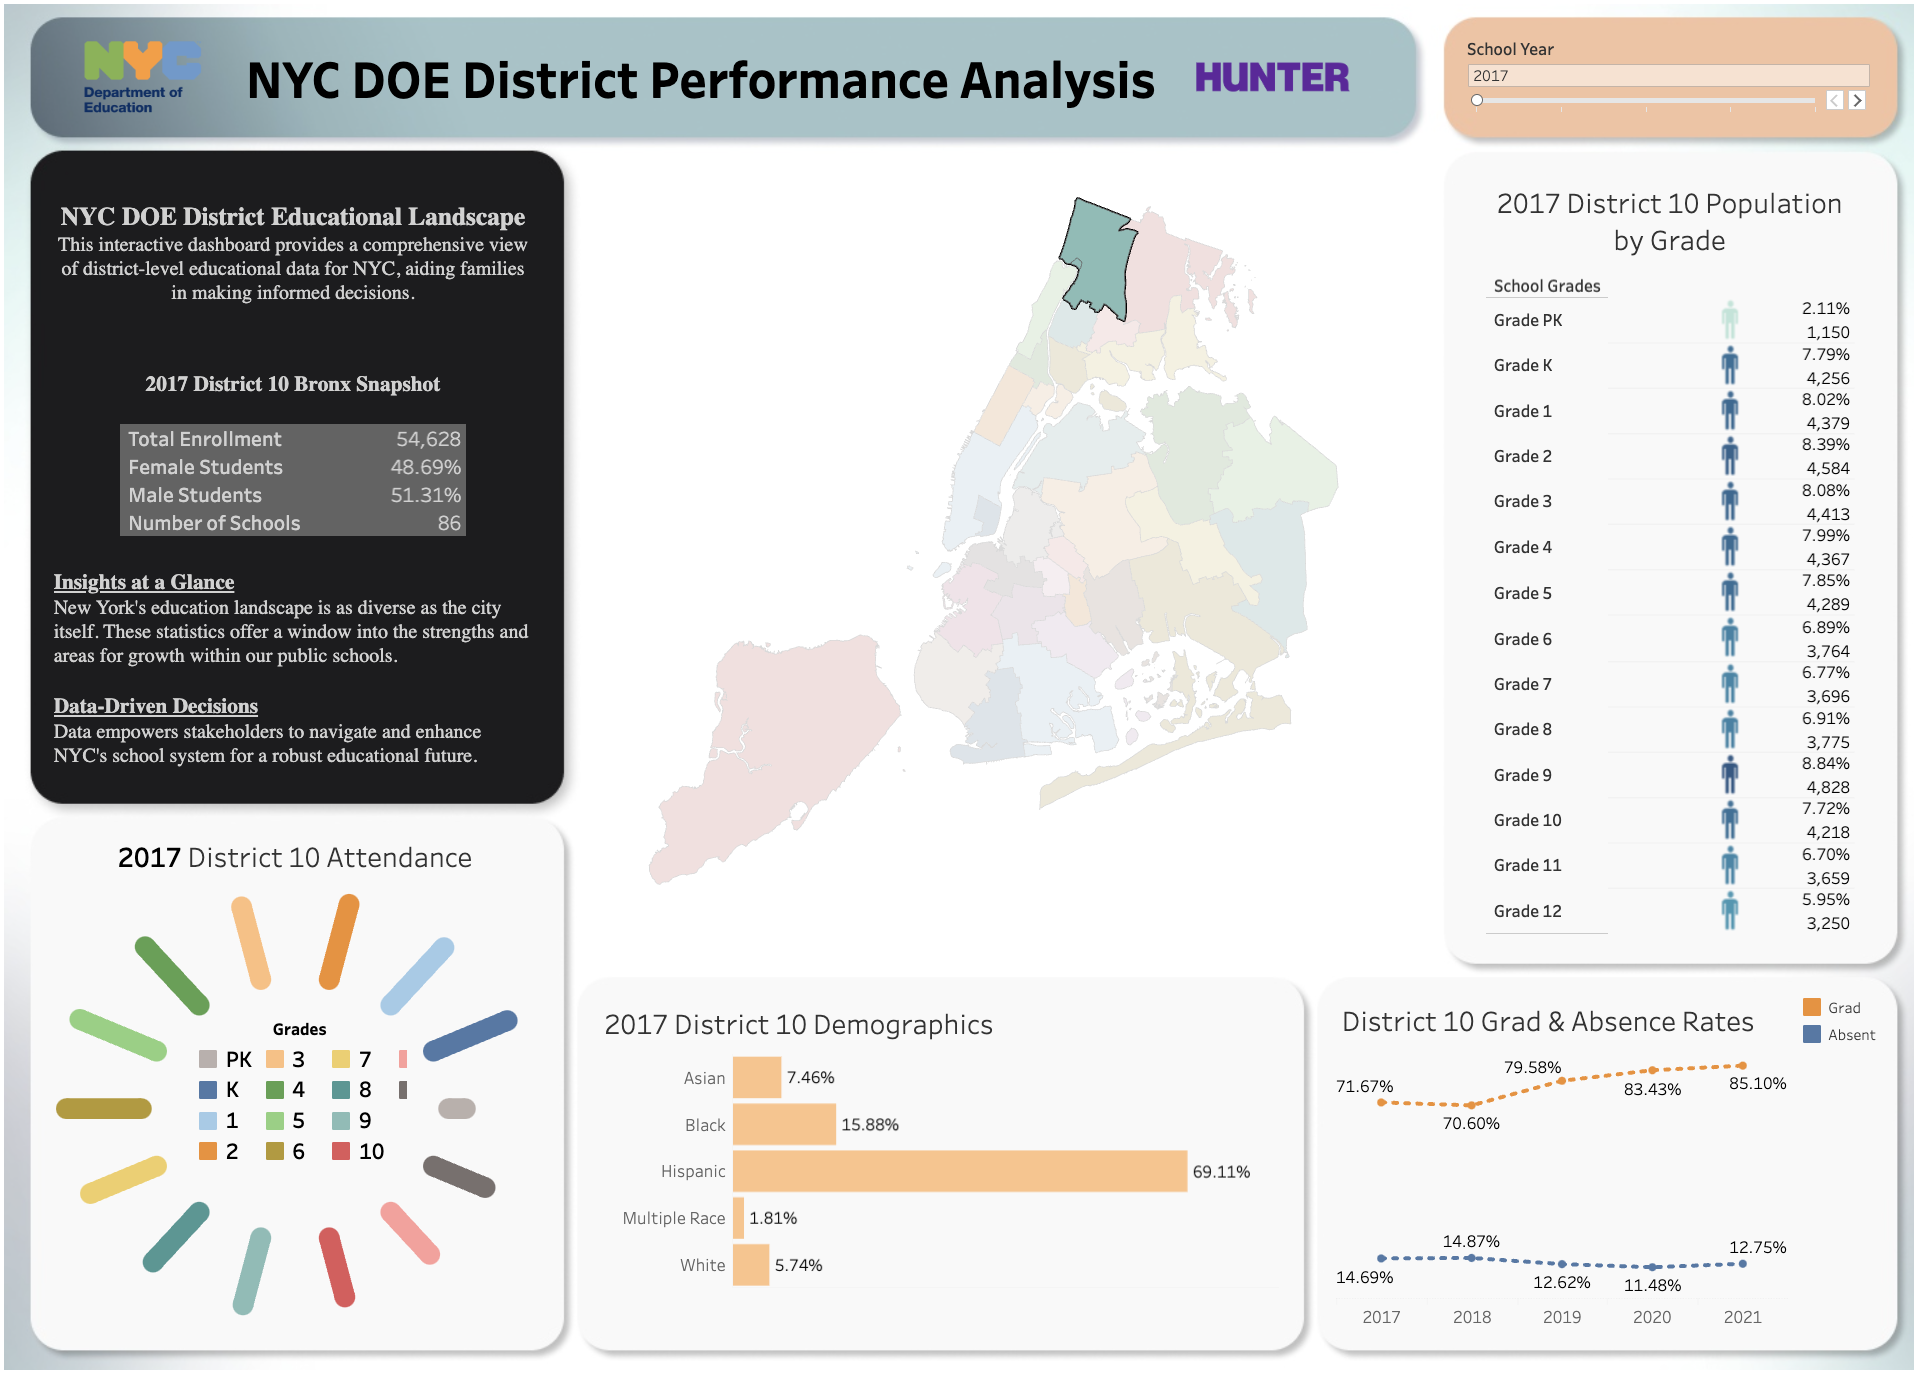 NYC
Department of
Education
NYC DOE District Performance Analysis
HUNTER
School Year
2017
NYC DOE District Educational Landscape
This interactive dashboard provides a comprehensive view
of district-level educational data for NYC, aiding families
in making informed decisions.
2017 District 10 Bronx Snapshot
Total Enrollment 54,628
Female Students 48.69%
Male Students 51.31%
Number of Schools 86
Insights at a Glance
New York's education landscape is as diverse as the city
itself. These statistics offer a window into the strengths and
areas for growth within our public schools.
Data-Driven Decisions
Data empowers stakeholders to navigate and enhance
NYC's school system for a robust educational future.
2017 District 10 Population
by Grade
School Grades
Grade PK
2.11%
1,150
Grade K
7.79%
4,256
Grade 1
8.02%
4,379
Grade 2
8.39%
4,584
Grade 3
8.08%
4,413
Grade 4
7.99%
4,367
Grade 5
7.85%
4,289
Grade 6
6.89%
3,764
Grade 7
6.77%
3,696
Grade 8
6.91%
3,775
Grade 9
8.84%
4,828
Grade 10
7.72%
4,218
Grade 11
6.70%
3,659
Grade 12
5.95%
3,250
2017 District 10 Attendance
Grades
PK 3 7
K 4 8
1 5 9
2 6 10
2017 District 10 Demographics
Asian 7.46%
Black 15.88%
Hispanic 69.11%
Multiple Race 1.81%
White 5.74%
District 10 Grad & Absence Rates
Grad
Absent
71.67%
70.60%
79.58%
83.43%
85.10%
14.69%
14.87%
12.62%
11.48%
12.75%
2017 2018 2019 2020 2021